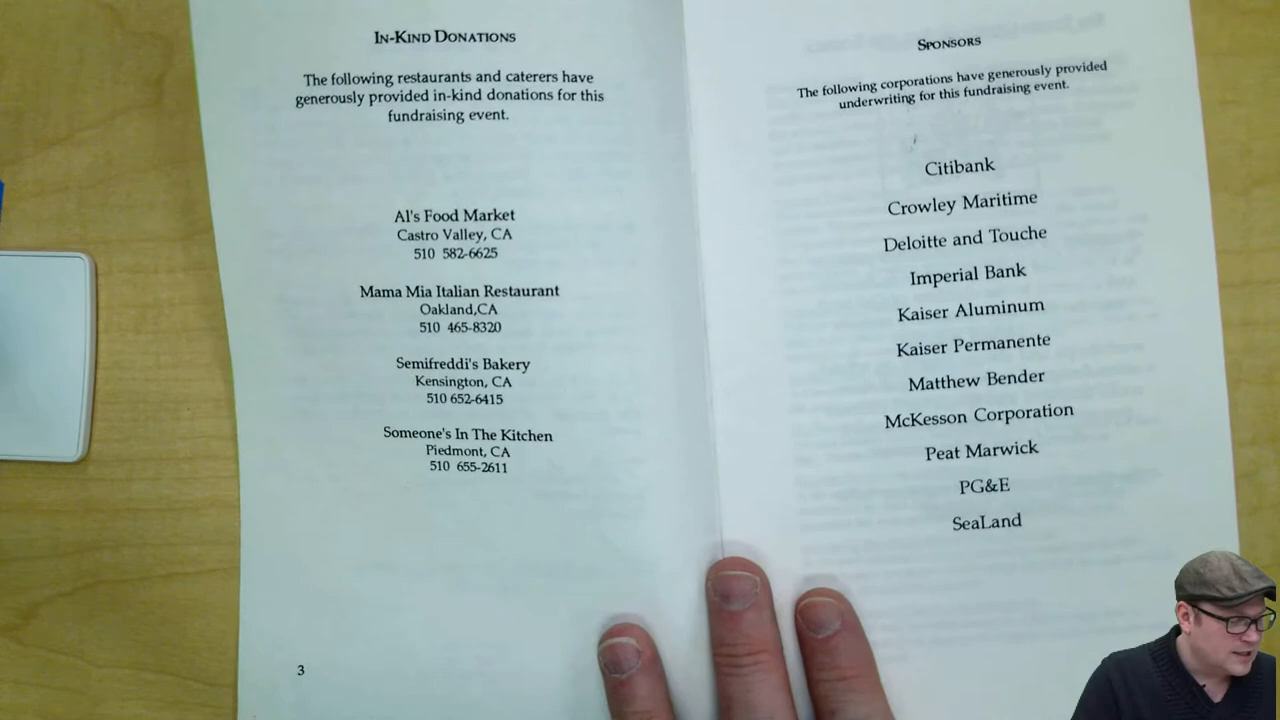 IN-KIND DONATIONS
The following restaurants and caterers have
generously provided in-kind donations for this
fundraising event.
Al's Food Market
Castro Valley, CA
510 582-6625
Mama Mia Italian Restaurant
Oakland,CA
510 465-8320
Semifreddi's Bakery
Kensington, CA
510 652-6415
Someone's In The Kitchen
Piedmont, CA
510 655-2611
3
SPONSORS
The following corporations have generously provided
underwriting for this fundraising event.
Citibank
Crowley Maritime
Deloitte and Touche
Imperial Bank
Kaiser Aluminum
Kaiser Permanente
Matthew Bender
McKesson Corporation
Peat Marwick
PG&E
SeaLand